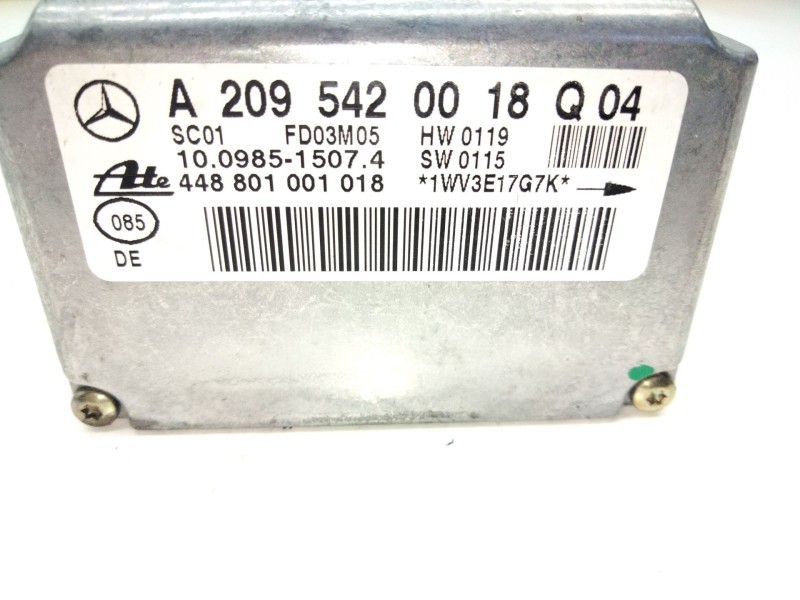 A 209 542 00 18 Q 04
SC01 FD03M05 HW 0119
10.0985-1507.4 SW 0115
Ate 448 801 001 018 *1WV3E17G7K*
085
DE